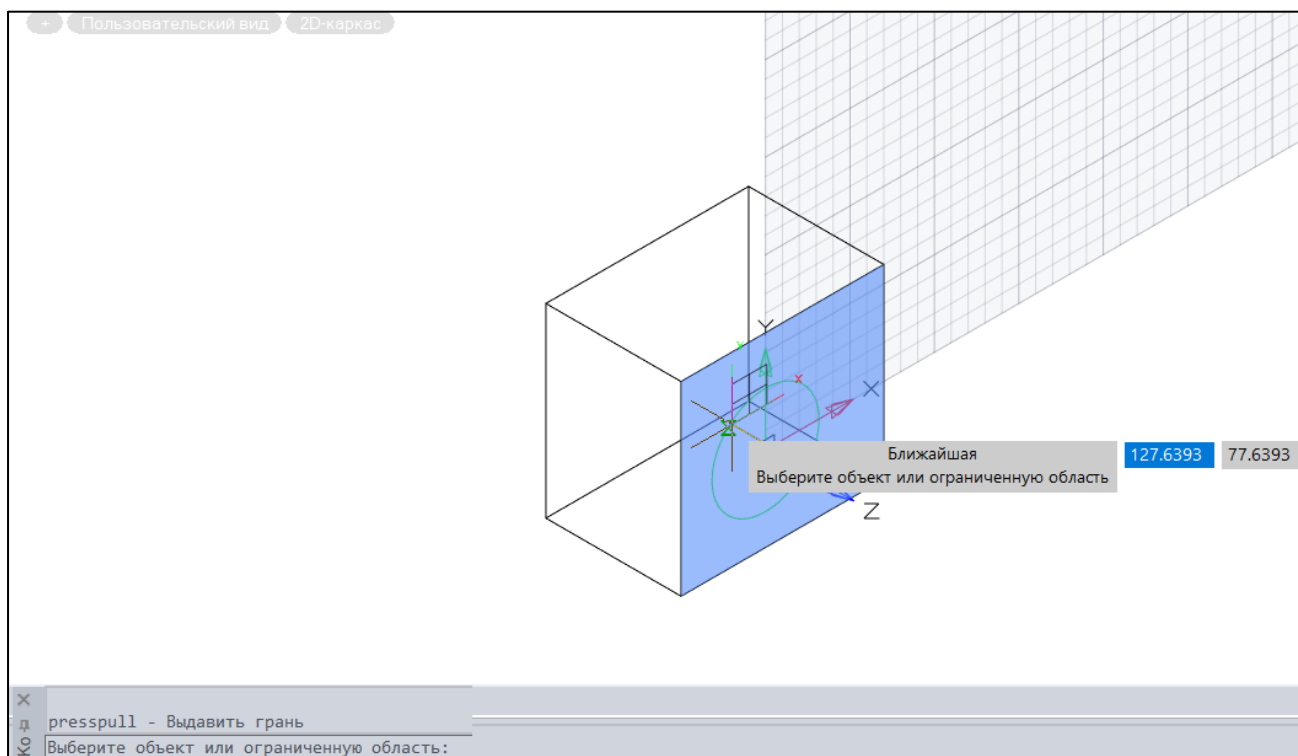 + Пользовательский вид 2D-каркас
Y
Y
X
X
Z
Ближайшая 127.6393 77.6393
Выберите объект или ограниченную область
Z
presspull - Выдавить грань
Ко
Выберите объект или ограниченную область: